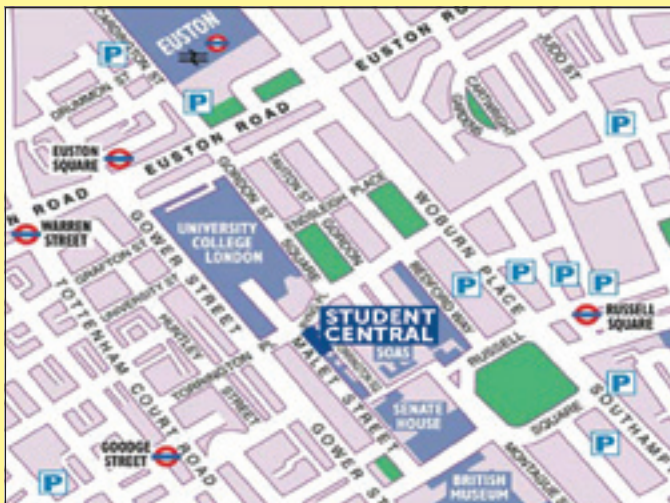 CARDINGTON ST
EUSTON
P
DRUMMON ST
P
EUSTON ROAD
JUDD ST
CARTWRIGHT
GARDENS
P
EUSTON
SQUARE
EUSTON ROAD
GORDON ST
TAVITON ST
ENDSLEIGH PLACE
WOBURN PLACE
ROAD
WARREN
STREET
UNIVERSITY
COLLEGE
LONDON
GOWER STREET
GORDON
SQUARE
GRAFTON ST
UNIVERSITY ST
HUNTLEY
STREET
BEDFORD WAY
P
P
P
P
RUSSELL
SQUARE
STUDENT
CENTRAL
SOAS
TOTTENHAM COURT ROAD
TORRINGTON PL
MALET STREET
RUSSELL
SQUARE
SENATE
HOUSE
P
SOUTHAMP
P
GOODGE
STREET
GOWER ST
MONTAGUE
BRITISH
MUSEUM
P